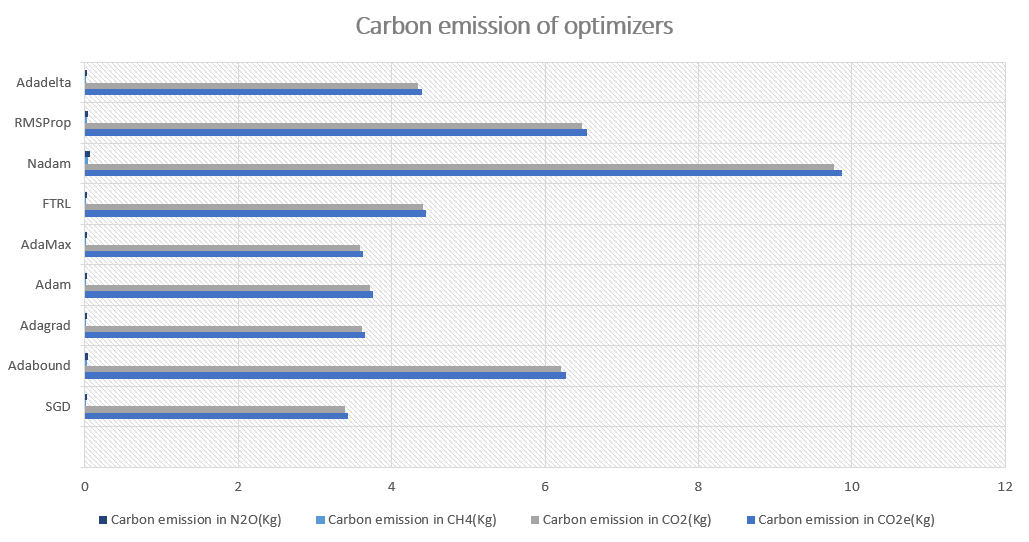 Carbon emission of optimizers
Adadelta
RMSProp
Nadam
FTRL
AdaMax
Adam
Adagrad
Adabound
SGD
0 2 4 6 8 10 12
Carbon emission in N2O(Kg) Carbon emission in CH4(Kg) Carbon emission in CO2(Kg) Carbon emission in CO2e(Kg)